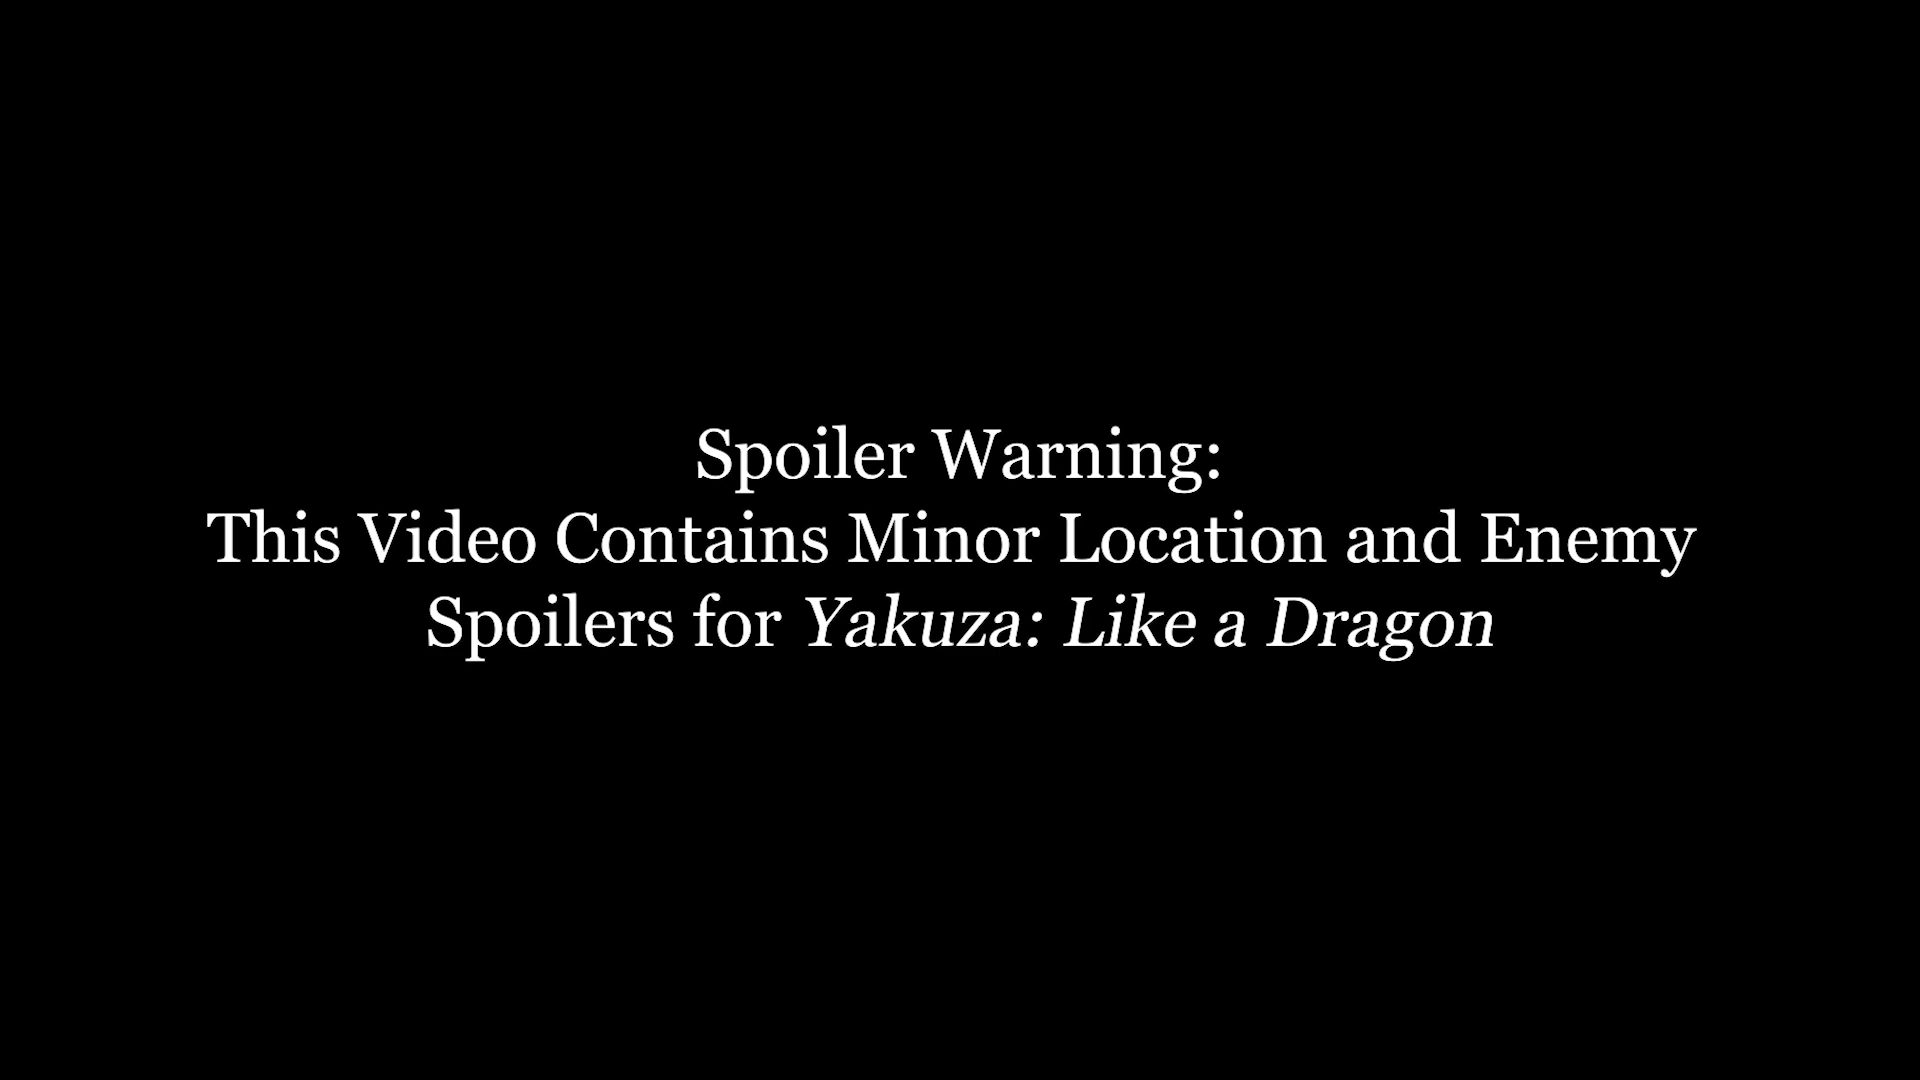 Spoiler Warning:
This Video Contains Minor Location and Enemy
Spoilers for Yakuza: Like a Dragon